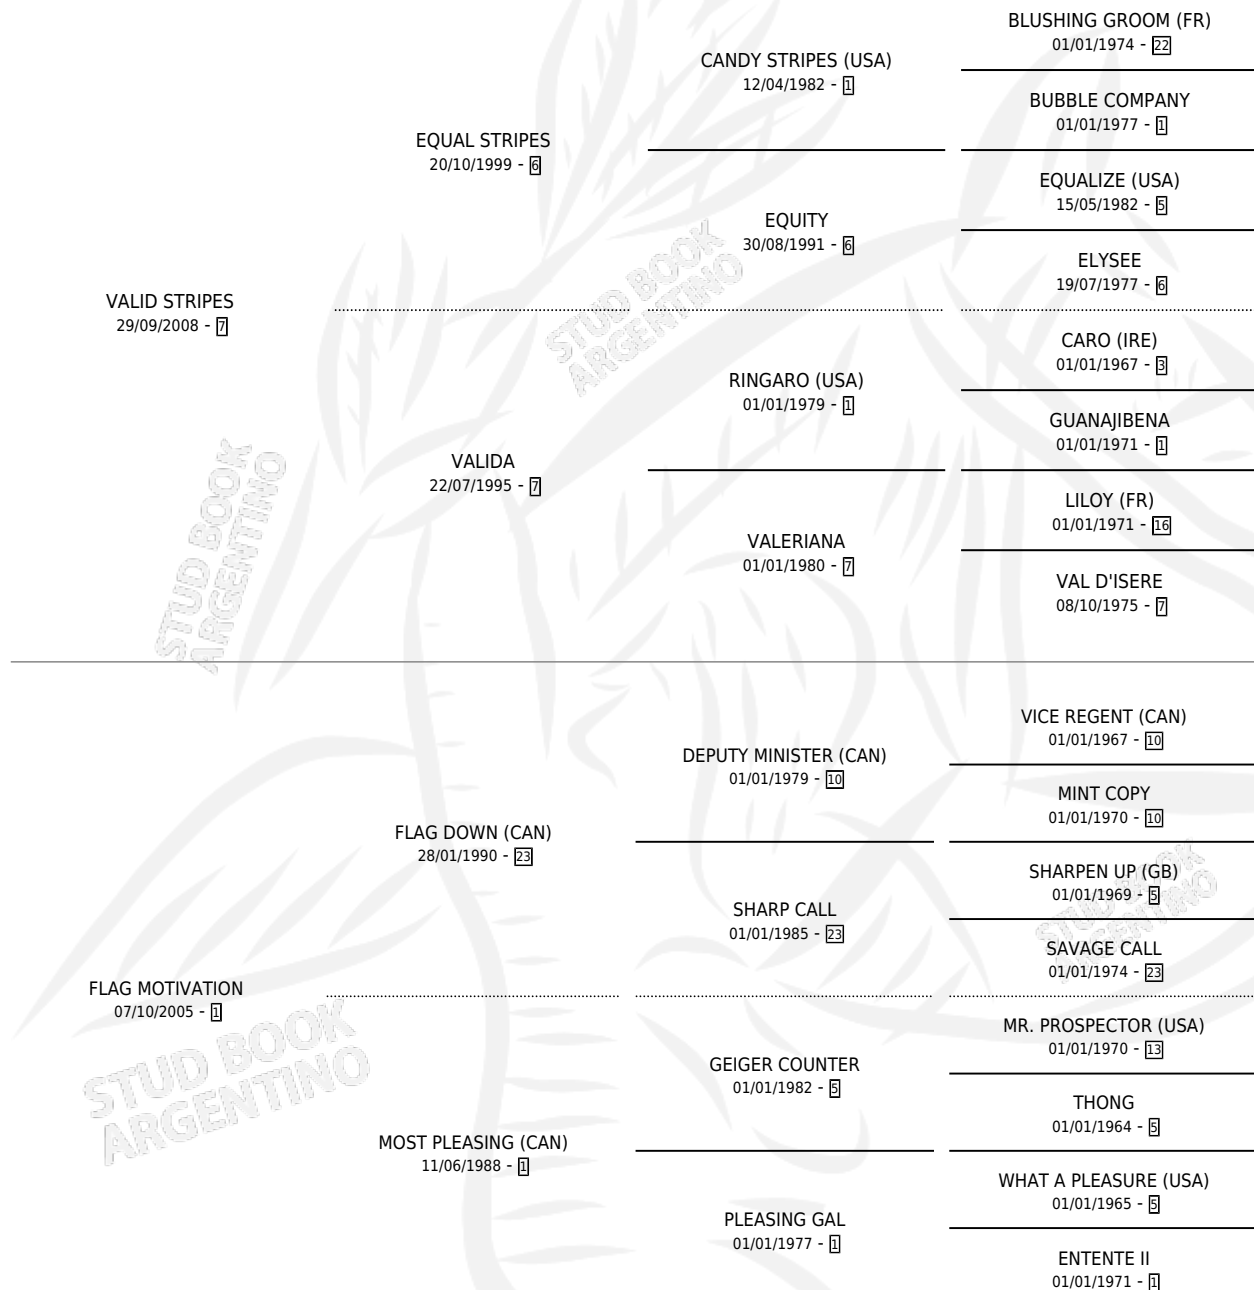 BLUSHING GROOM (FR)
01/01/1974 - 22
CANDY STRIPES (USA)
12/04/1982 - 1
BUBBLE COMPANY
01/01/1977 - 1
EQUAL STRIPES
20/10/1999 - 6
EQUALIZE (USA)
15/05/1982 - 5
EQUITY
30/08/1991 - 6
ELYSEE
19/07/1977 - 6
VALID STRIPES
29/09/2008 - 7
CARO (IRE)
01/01/1967 - 3
RINGARO (USA)
01/01/1979 - 1
GUANAJIBENA
01/01/1971 - 1
VALIDA
22/07/1995 - 7
LILOY (FR)
01/01/1971 - 16
VALERIANA
01/01/1980 - 7
VAL D'ISERE
08/10/1975 - 7
VICE REGENT (CAN)
01/01/1967 - 10
DEPUTY MINISTER (CAN)
01/01/1979 - 10
MINT COPY
01/01/1970 - 10
FLAG DOWN (CAN)
28/01/1990 - 23
SHARPEN UP (GB)
01/01/1969 - 5
SHARP CALL
01/01/1985 - 23
SAVAGE CALL
01/01/1974 - 23
FLAG MOTIVATION
07/10/2005 - 1
MR. PROSPECTOR (USA)
01/01/1970 - 13
GEIGER COUNTER
01/01/1982 - 5
THONG
01/01/1964 - 5
MOST PLEASING (CAN)
11/06/1988 - 1
WHAT A PLEASURE (USA)
01/01/1965 - 5
PLEASING GAL
01/01/1977 - 1
ENTENTE II
01/01/1971 - 1
STUD BOOK
ARGENTINO
STUD BOOK
ARGENTINO
STUD BOOK
ARGENTINO
STUD BOOK
ARGENTINO